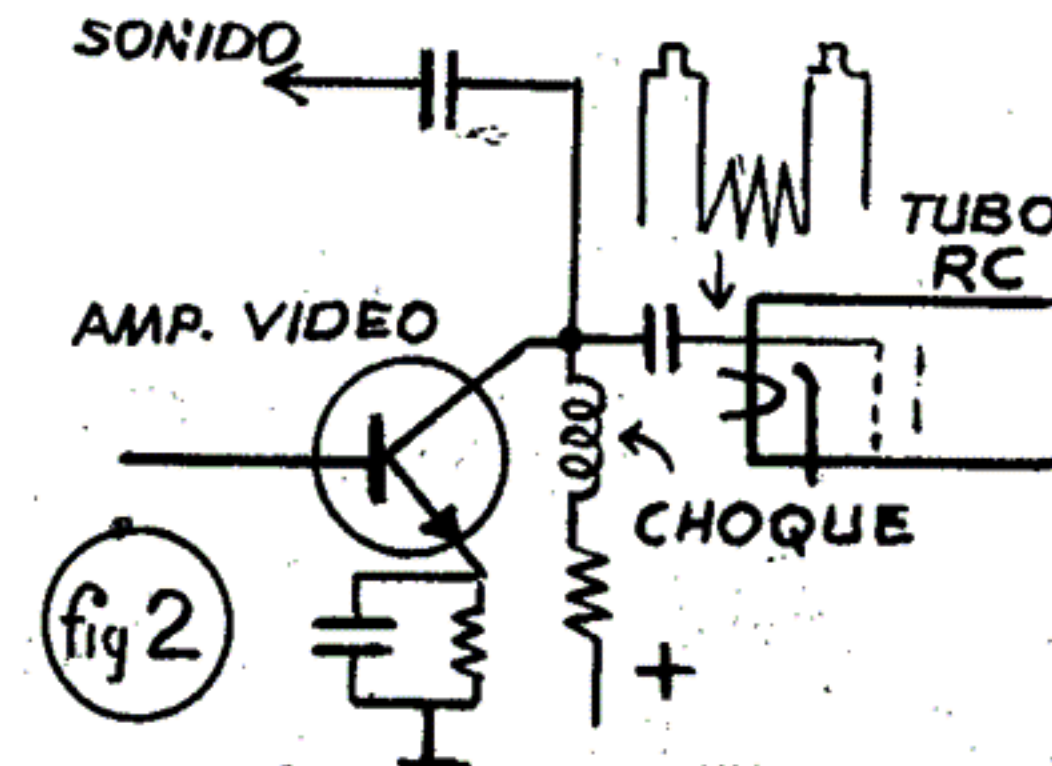 SONIDO
TUBO
RC
AMP. VIDEO
CHOQUE
+
fig 2